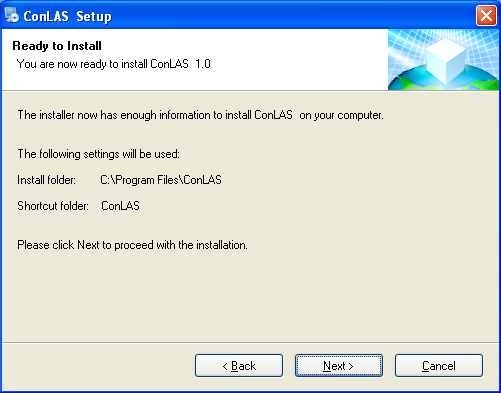 ConLAS Setup
Ready to Install
You are now ready to install ConLAS 1.0
The installer now has enough information to install ConLAS on your computer.
The following settings will be used:
Install folder: C:\Program Files\ConLAS
Shortcut folder: ConLAS
Please click Next to proceed with the installation.
< Back Next > Cancel